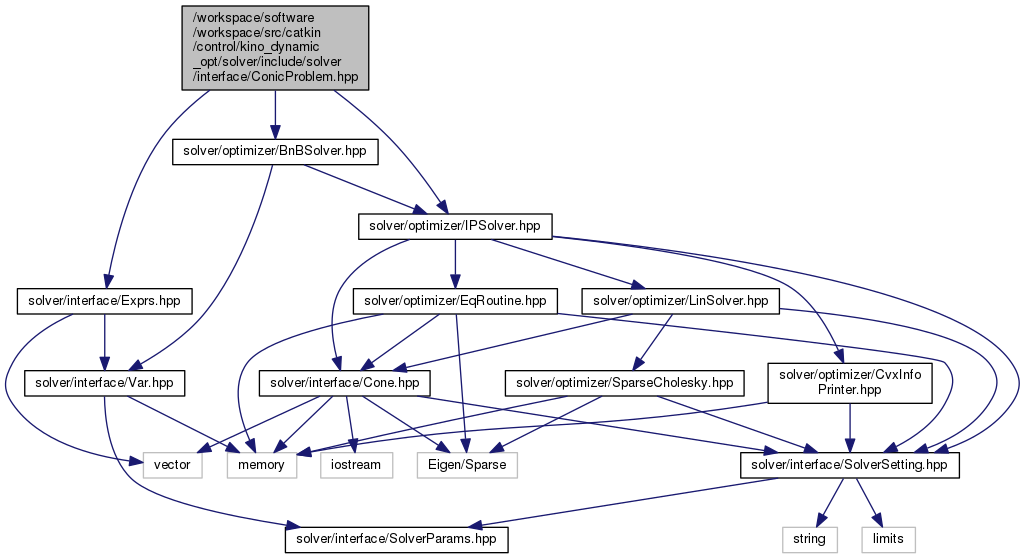 /workspace/software
/workspace/src/catkin
/control/kino_dynamic
_opt/solver/include/solver
/interface/ConicProblem.hpp
solver/optimizer/BnBSolver.hpp
solver/optimizer/IPSolver.hpp
solver/interface/Exprs.hpp
solver/optimizer/EqRoutine.hpp
solver/optimizer/LinSolver.hpp
solver/interface/Var.hpp
solver/interface/Cone.hpp
solver/optimizer/SparseCholesky.hpp
solver/optimizer/CvxInfo
Printer.hpp
vector
memory
iostream
Eigen/Sparse
solver/interface/SolverSetting.hpp
solver/interface/SolverParams.hpp
string
limits